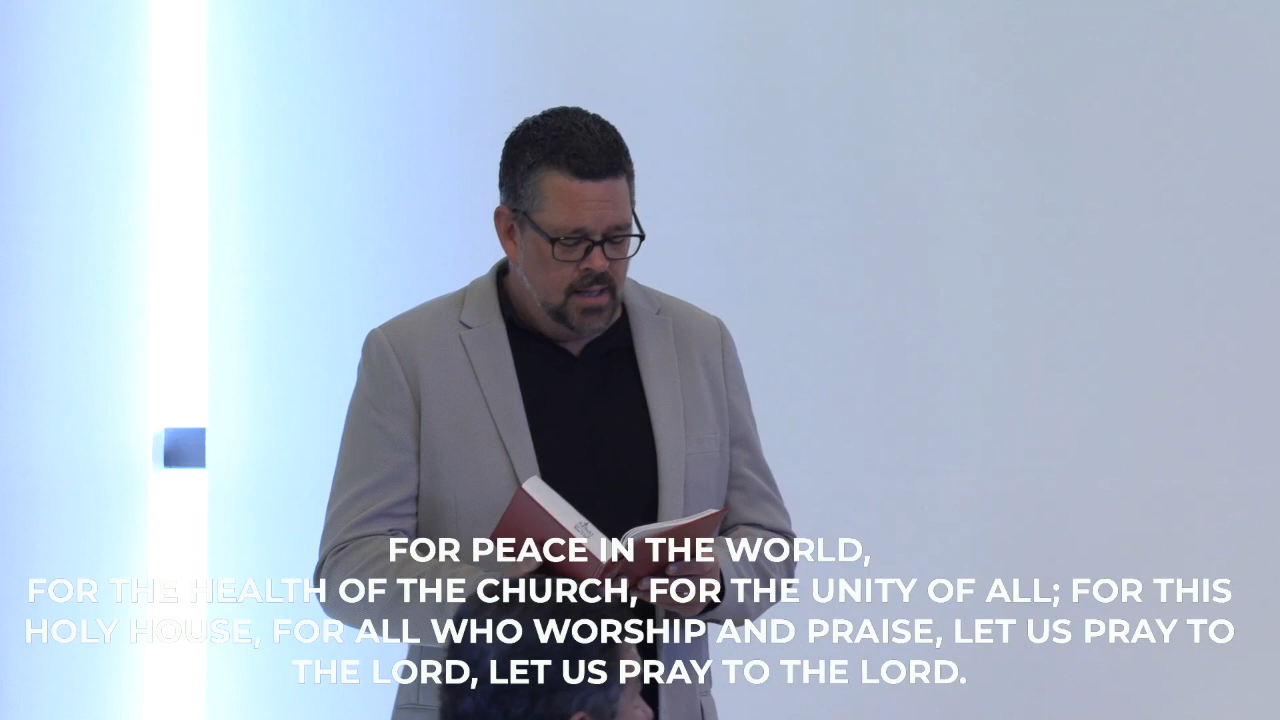 FOR PEACE IN THE WORLD,
FOR THE HEALTH OF THE CHURCH, FOR THE UNITY OF ALL; FOR THIS
HOLY HOUSE, FOR ALL WHO WORSHIP AND PRAISE, LET US PRAY TO
THE LORD, LET US PRAY TO THE LORD.